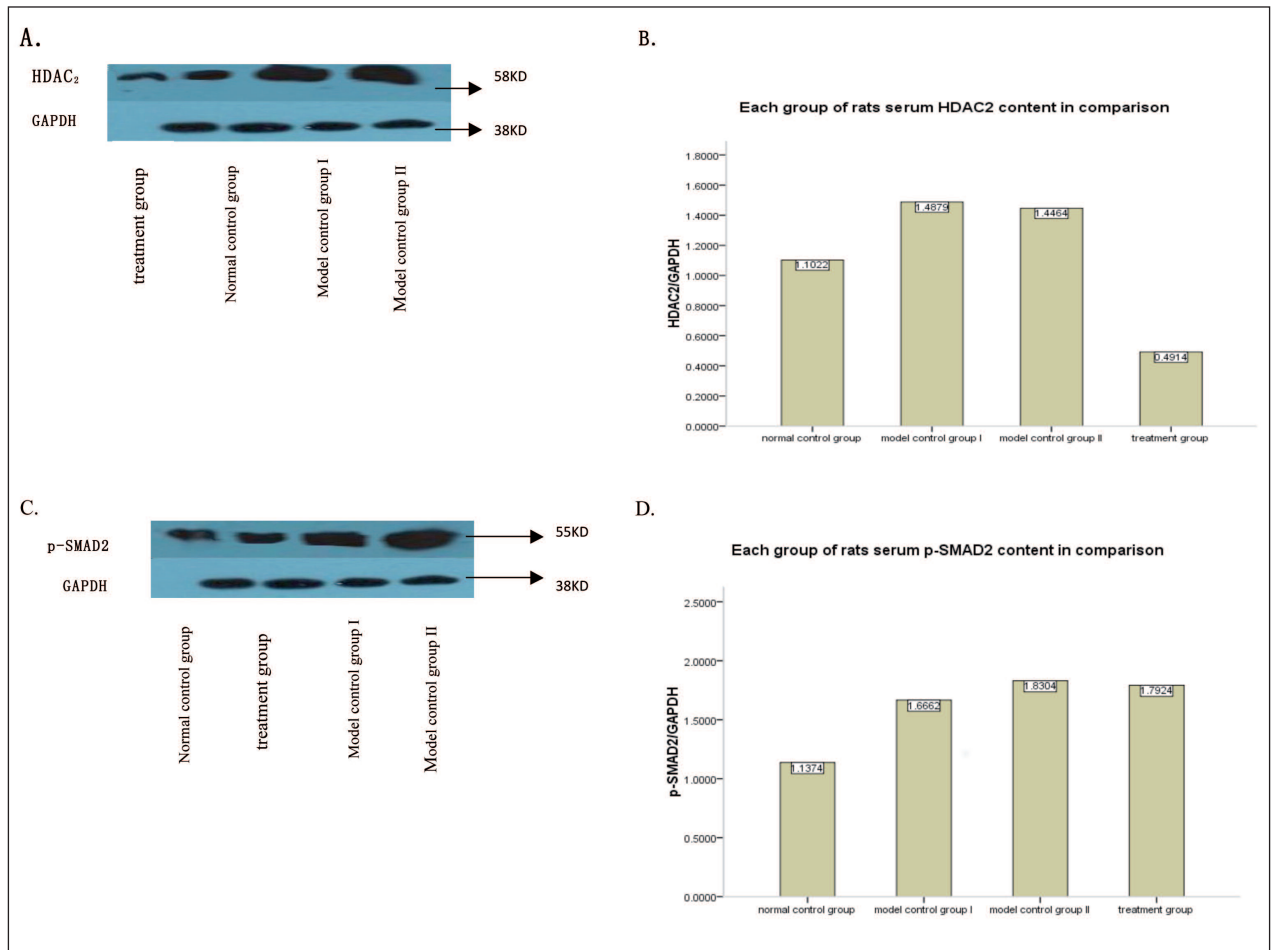 A.
HDAC₂
58KD
GAPDH
38KD
treatment group
Normal control group
Model control group I
Model control group II
B.
Each group of rats serum HDAC2 content in comparison
HDAC2/GAPDH
1.8000
1.6000
1.4000
1.2000
1.0000
0.8000
0.6000
0.4000
0.2000
0.0000
1.1022
1.4879
1.4464
0.4914
normal control group
model control group I
model control group II
treatment group
C.
p-SMAD2
55KD
GAPDH
38KD
Normal control group
treatment group
Model control group I
Model control group II
D.
Each group of rats serum p-SMAD2 content in comparison
p-SMAD2/GAPDH
2.5000
2.0000
1.5000
1.0000
0.5000
0.0000
1.1374
1.6662
1.8304
1.7924
normal control group
model control group I
model control group II
treatment group